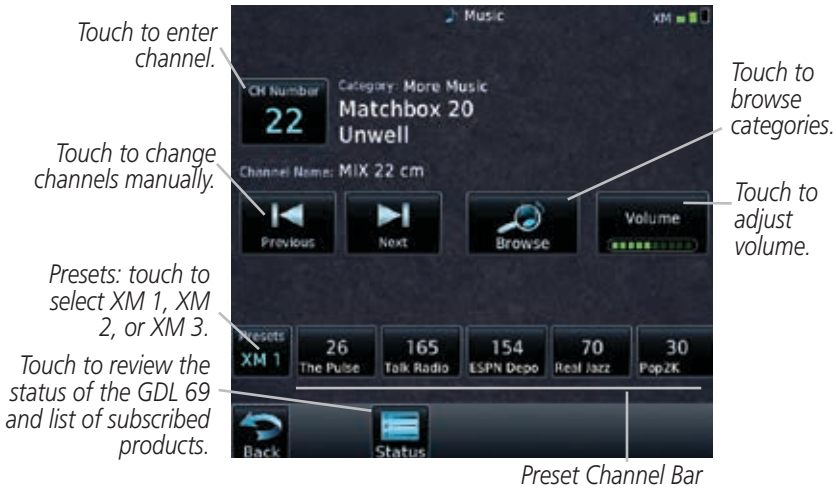 Music
XM
Touch to enter
channel.
CH Number
22
Category: More Music
Matchbox 20
Unwell
Touch to
browse
categories.
Touch to change
channels manually.
Channel Name: MIX 22 cm
Previous
Next
Browse
Volume
Touch to
adjust
volume.
Presets: touch to
select XM 1, XM
2, or XM 3.
Presets
XM 1
26
The Pulse
165
Talk Radio
154
ESPN Depo
70
Real Jazz
30
Pop2K
Touch to review the
status of the GDL 69
and list of subscribed
products.
Back
Status
Preset Channel Bar